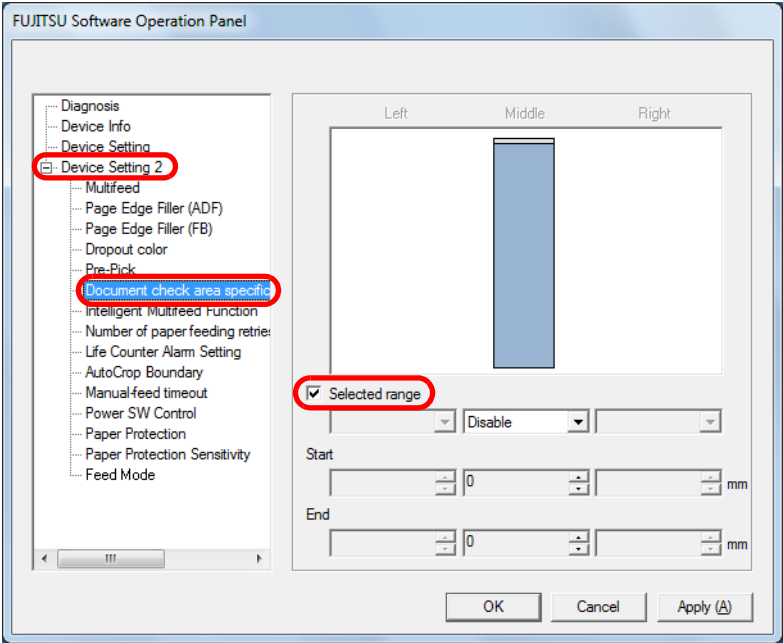 FUJITSU Software Operation Panel
Diagnosis
Device Info
Device Setting
Device Setting 2
Multifeed
Page Edge Filler (ADF)
Page Edge Filler (FB)
Dropout color
Pre-Pick
Document check area specific
Intelligent Multifeed Function
Number of paper feeding retries
Life Counter Alarm Setting
AutoCrop Boundary
Manual-feed timeout
Power SW Control
Paper Protection
Paper Protection Sensitivity
Feed Mode
Left Middle Right
Selected range
Disable
Start
0 mm
End
0 mm
OK Cancel Apply (A)